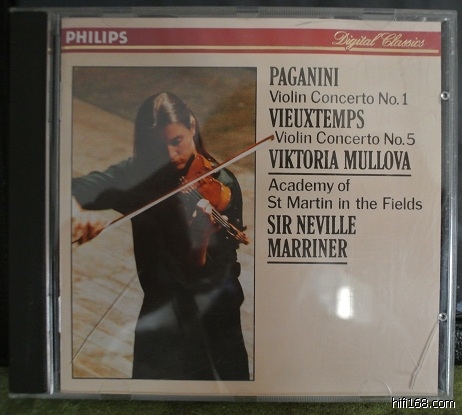 PHILIPS
Digital Classics
PAGANINI
Violin Concerto No.1
VIEUXTEMPS
Violin Concerto No.5
VIKTORIA MULLOVA
Academy of
St Martin in the Fields
SIR NEVILLE
MARRINER
hifi168.com